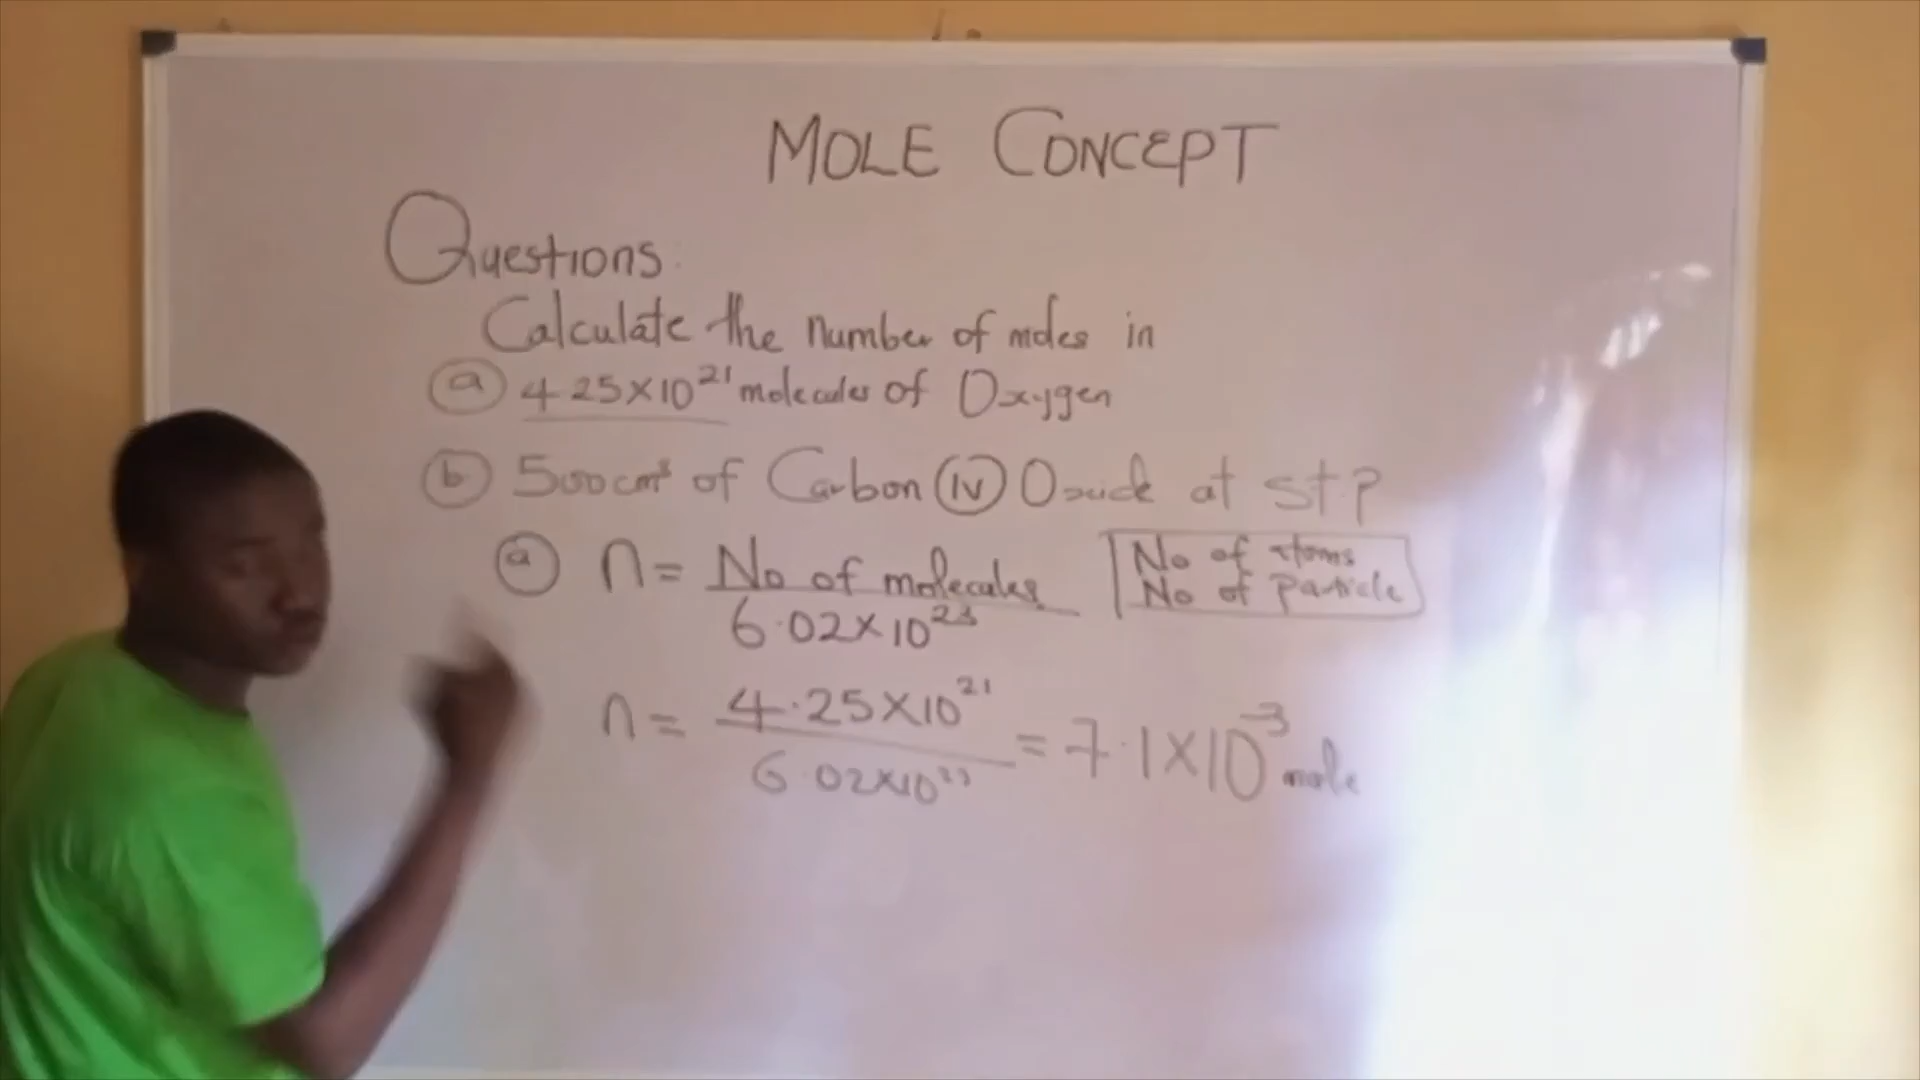 MOLE CONCEPT
Questions
Calculate the number of moles in
(a) 4.25×10²¹ molecules of Oxygen
(b) 500cm³ of Carbon (IV) Oxide at s.t.p
(a) n = No of molecules / 6.02×10²³
No of atoms
No of particle
n = 4.25×10²¹ / 6.02×10²³ = 7.1×10⁻³ mole